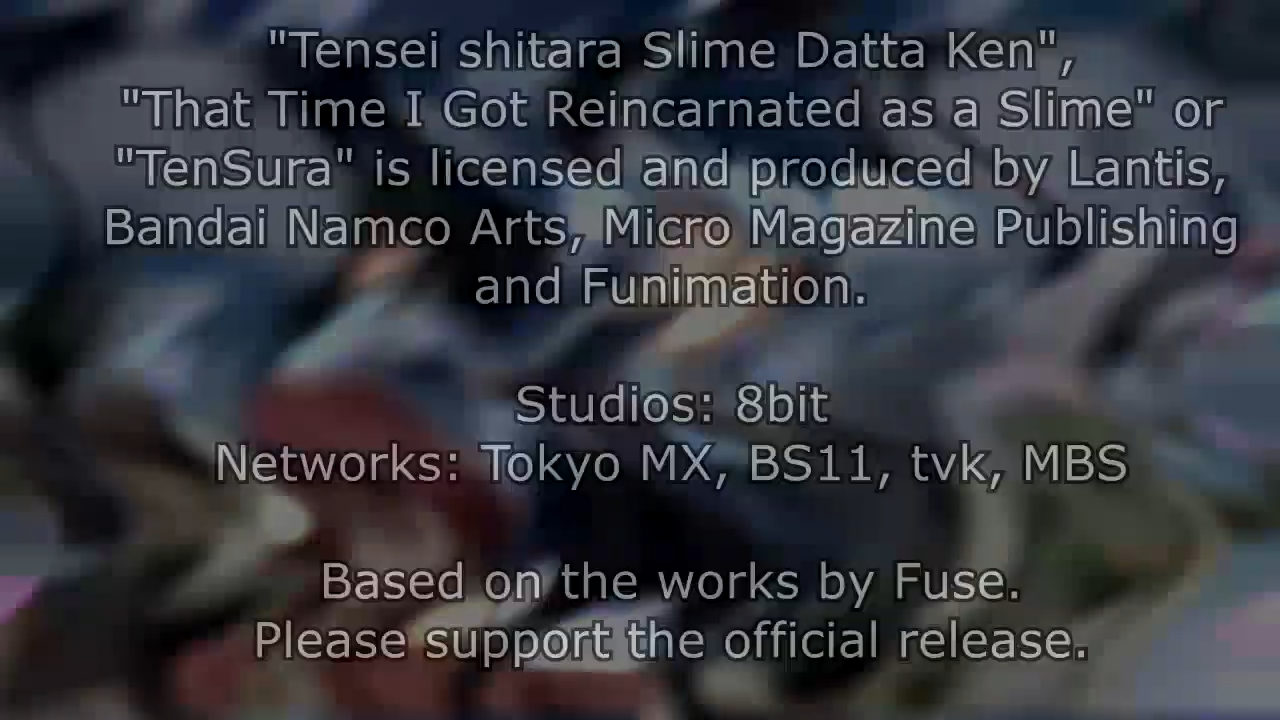 "Tensei shitara Slime Datta Ken",
"That Time I Got Reincarnated as a Slime" or
"TenSura" is licensed and produced by Lantis,
Bandai Namco Arts, Micro Magazine Publishing
and Funimation.
Studios: 8bit
Networks: Tokyo MX, BS11, tvk, MBS
Based on the works by Fuse.
Please support the official release.